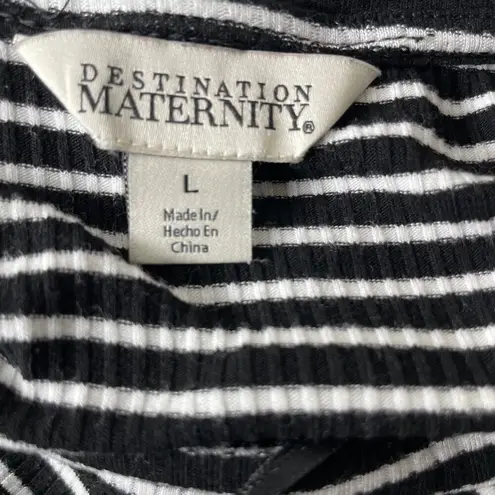 DESTINATION
MATERNITY®
L
Made In/
Hecho En
China